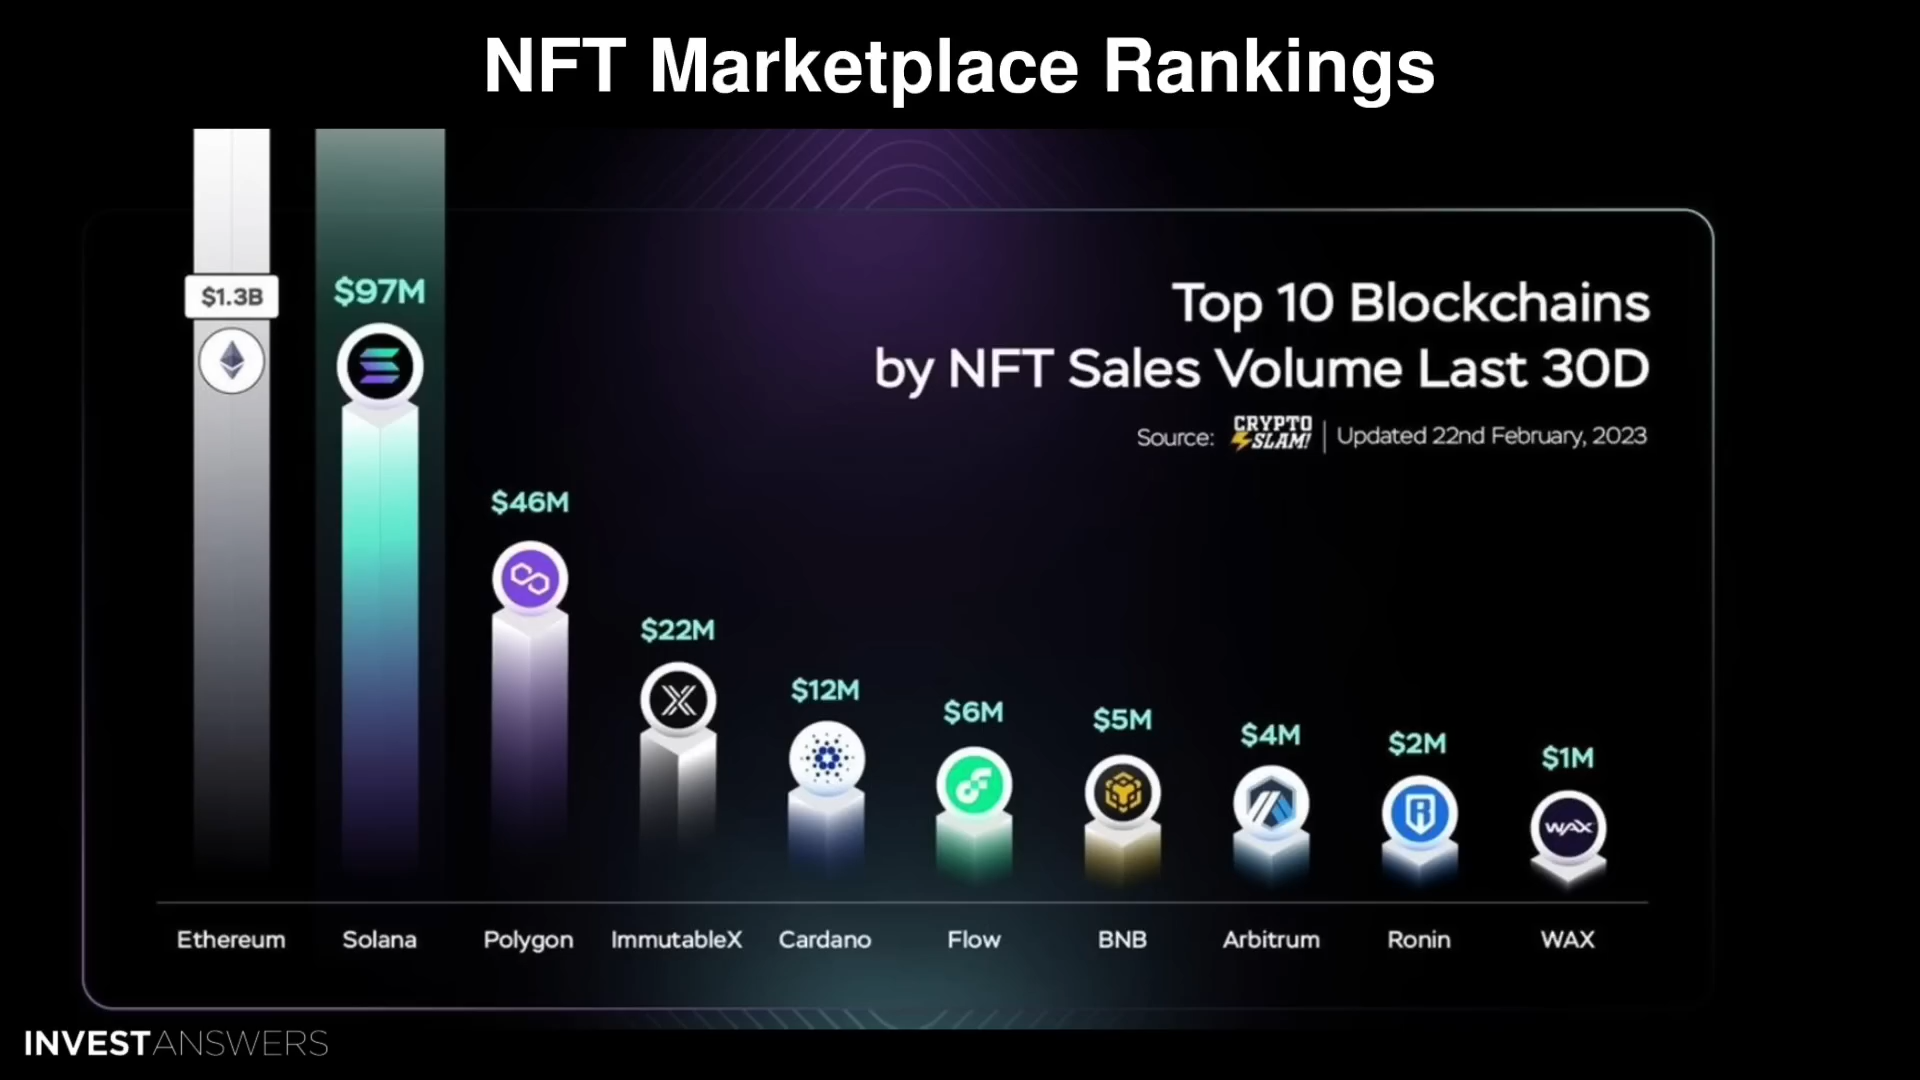 NFT Marketplace Rankings
Top 10 Blockchains
by NFT Sales Volume Last 30D
Source: CRYPTO SLAM! | Updated 22nd February, 2023
$1.3B
$97M
$46M
$22M
$12M
$6M
$5M
$4M
$2M
$1M
WAX
Ethereum Solana Polygon ImmutableX Cardano Flow BNB Arbitrum Ronin WAX
INVESTANSWERS